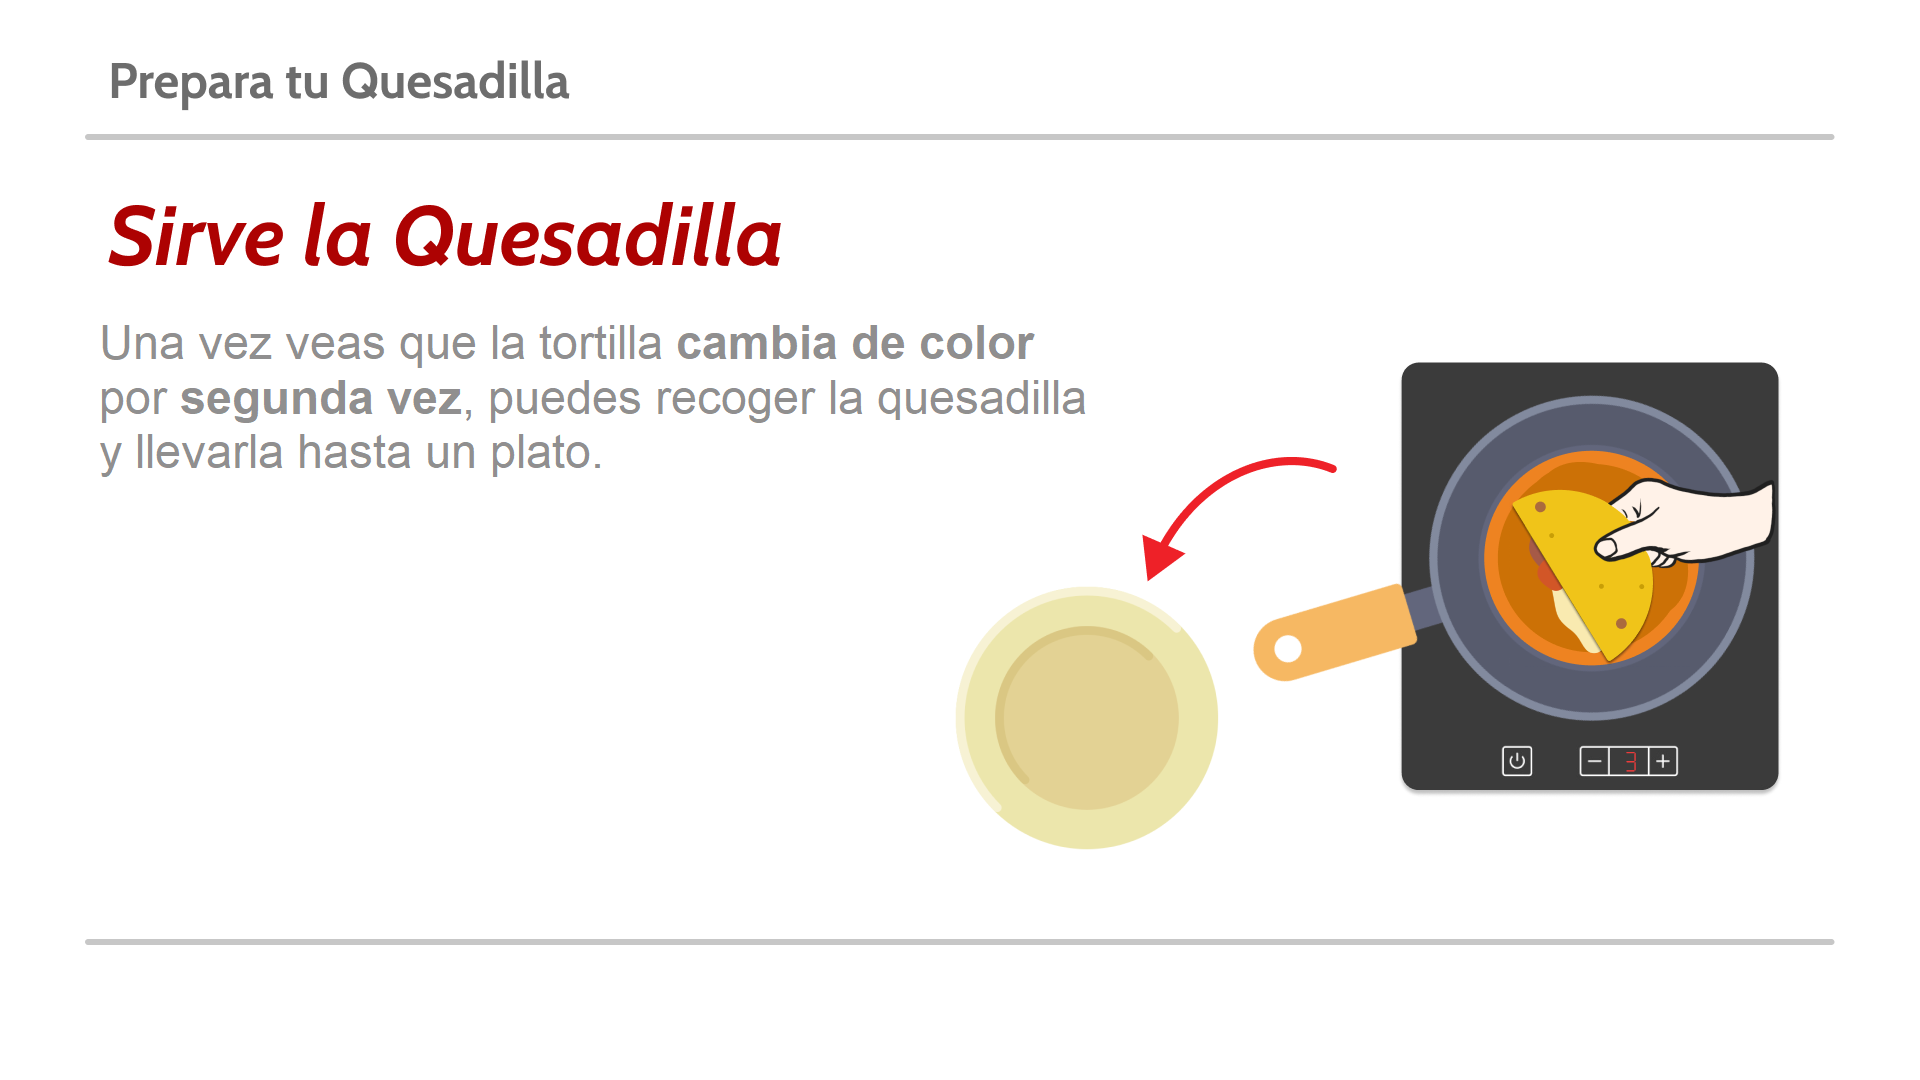 Prepara tu Quesadilla
Sirve la Quesadilla
Una vez veas que la tortilla cambia de color
por segunda vez, puedes recoger la quesadilla
y llevarla hasta un plato.
− 3 +